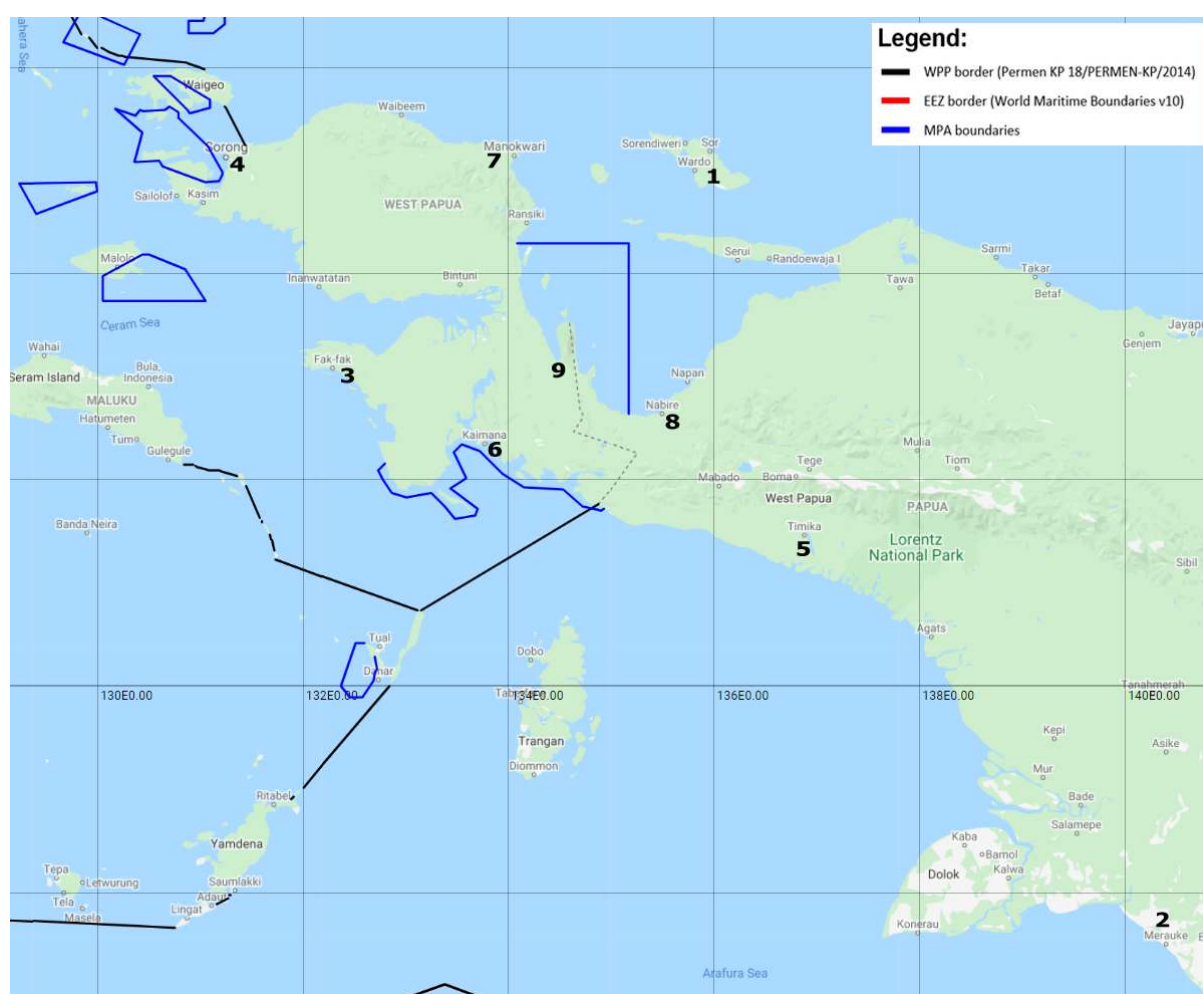 ahera Sea
Legend:
WPP border (Permen KP 18/PERMEN-KP/2014)
EEZ border (World Maritime Boundaries v10)
MPA boundaries
Waigeo
Waibeem
Sorong
4
Manokwari
7
Sorendiweri
Sor
Wardo
1
Sailolof
Kasim
WEST PAPUA
Ransiki
Malolo
Inanwatatan
Bintuni
Serui
Randoewaja I
Sarmi
Takar
Betaf
Tawa
Ceram Sea
Jayapu
Genjem
Wahai
Seram Island
Bula,
Indonesia
Fak-fak
3
9
Napan
MALUKU
Hatumeten
Tum
Gulegule
Nabire
8
Kaimana
6
Mulia
Tiom
Tege
Boma
Mabado
West Papua
PAPUA
Banda Neira
Timika
5
Lorentz
National Park
Sibil
Agats
Tual
Danar
Dobo
130E0.00
132E0.00
134E0.00
136E0.00
138E0.00
140E0.00
Tanahmerah
Trangan
Diommon
Kepi
Asike
Mur
Bade
Salamepe
Ritabel
Yamdena
Kaba
Bamol
Kalwa
Dolok
Tepa
Letwurung
Tela
Masela
Saumlakki
Adaut
Lingat
Konerau
2
Merauke
Arafura Sea